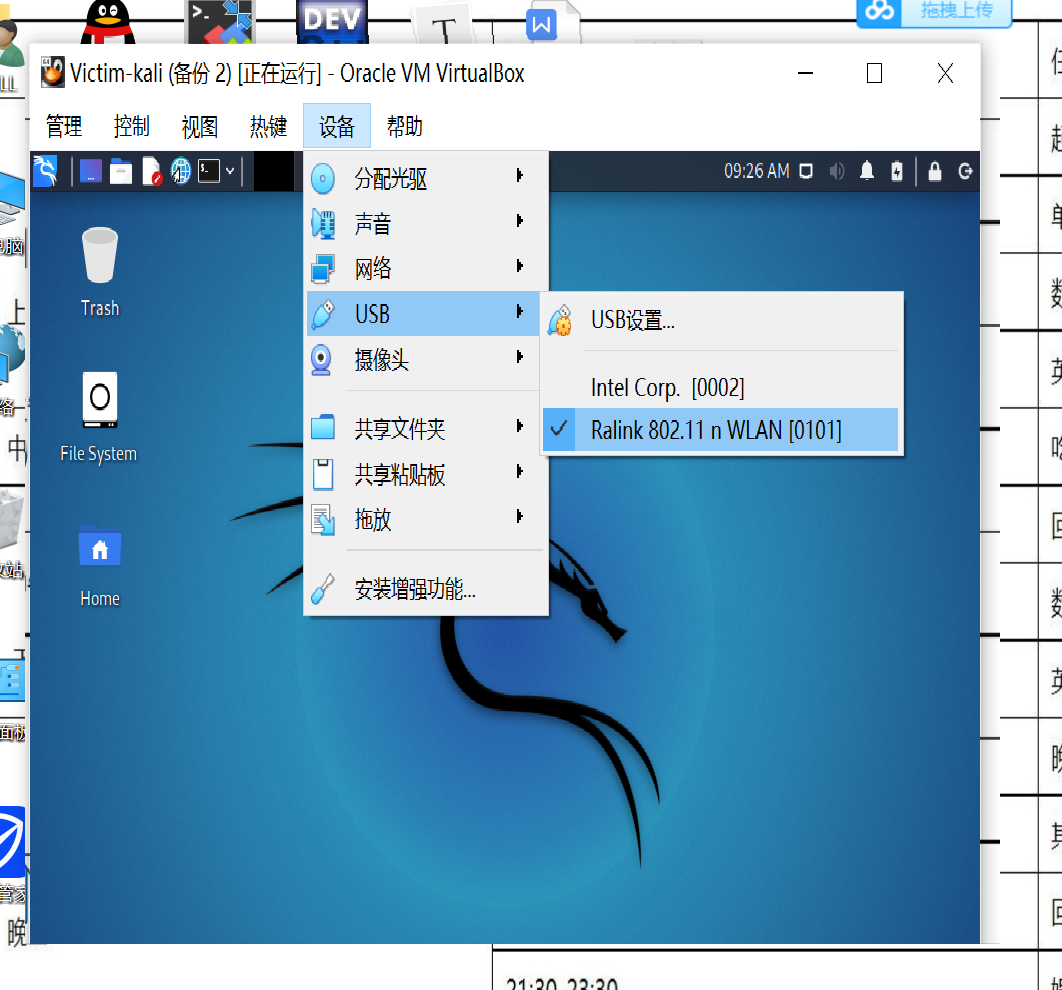 DEV
T
W
拖拽上传
Victim-kali (备份 2) [正在运行] - Oracle VM VirtualBox
管理 控制 视图 热键 设备 帮助
09:26 AM
分配光驱
声音
网络
USB
摄像头
共享文件夹
共享粘贴板
拖放
安装增强功能...
USB设置...
Intel Corp. [0002]
Ralink 802.11 n WLAN [0101]
Trash
File System
Home
上
中
晚
21:30-23:30